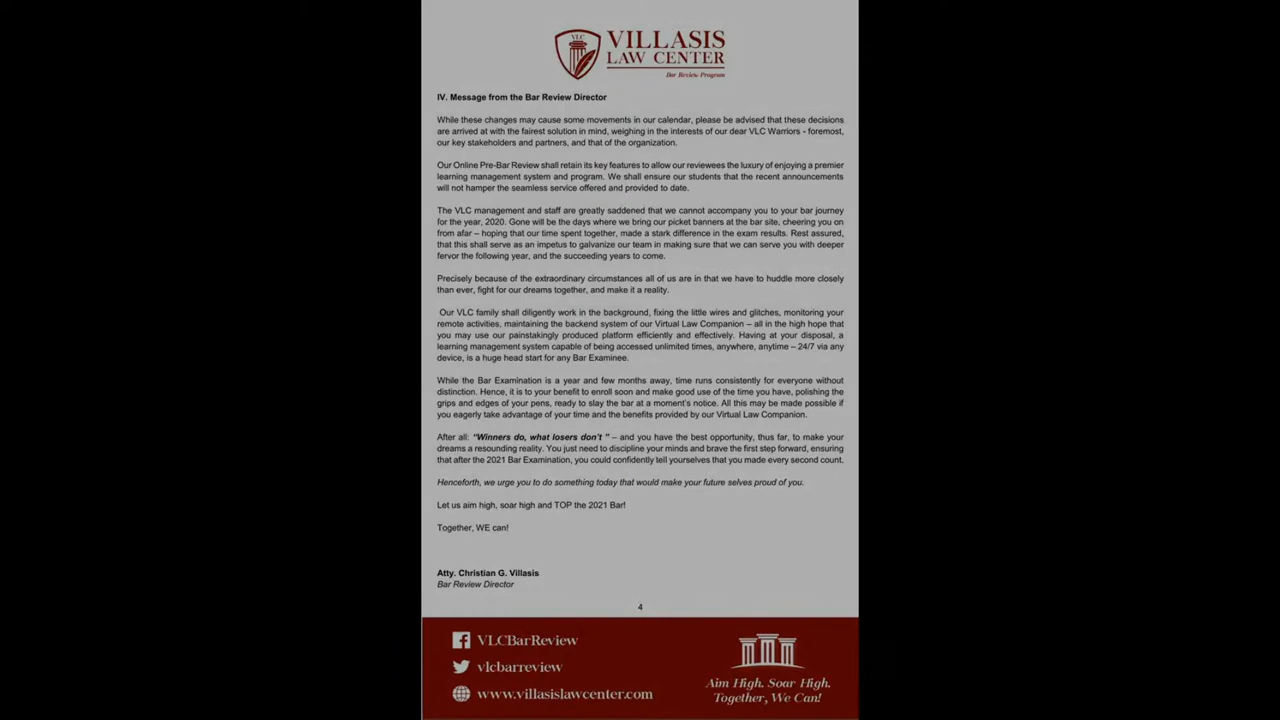 VLC
VILLASIS
LAW CENTER
Bar Review Program
IV. Message from the Bar Review Director
While these changes may cause some movements in our calendar, please be advised that these decisions
are arrived at with the fairest solution in mind, weighing in the interests of our dear VLC Warriors - foremost,
our key stakeholders and partners, and that of the organization.
Our Online Pre-Bar Review shall retain its key features to allow our reviewees the luxury of enjoying a premier
learning management system and program. We shall ensure our students that the recent announcements
will not hamper the seamless service offered and provided to date.
The VLC management and staff are greatly saddened that we cannot accompany you to your bar journey
for the year, 2020. Gone will be the days where we bring our picket banners at the bar site, cheering you on
from afar – hoping that our time spent together, made a stark difference in the exam results. Rest assured,
that this shall serve as an impetus to galvanize our team in making sure that we can serve you with deeper
fervor the following year, and the succeeding years to come.
Precisely because of the extraordinary circumstances all of us are in that we have to huddle more closely
than ever, fight for our dreams together, and make it a reality.
Our VLC family shall diligently work in the background, fixing the little wires and glitches, monitoring your
remote activities, maintaining the backend system of our Virtual Law Companion – all in the high hope that
you may use our painstakingly produced platform efficiently and effectively. Having at your disposal, a
learning management system capable of being accessed unlimited times, anywhere, anytime – 24/7 via any
device, is a huge head start for any Bar Examinee.
While the Bar Examination is a year and few months away, time runs consistently for everyone without
distinction. Hence, it is to your benefit to enroll soon and make good use of the time you have, polishing the
grips and edges of your pens, ready to slay the bar at a moment's notice. All this may be made possible if
you eagerly take advantage of your time and the benefits provided by our Virtual Law Companion.
After all: “Winners do, what losers don't ” – and you have the best opportunity, thus far, to make your
dreams a resounding reality. You just need to discipline your minds and brave the first step forward, ensuring
that after the 2021 Bar Examination, you could confidently tell yourselves that you made every second count.
Henceforth, we urge you to do something today that would make your future selves proud of you.
Let us aim high, soar high and TOP the 2021 Bar!
Together, WE can!
Atty. Christian G. Villasis
Bar Review Director
4
VLCBarReview
vlcbarreview
www.villasislawcenter.com
Aim High. Soar High.
Together, We Can!